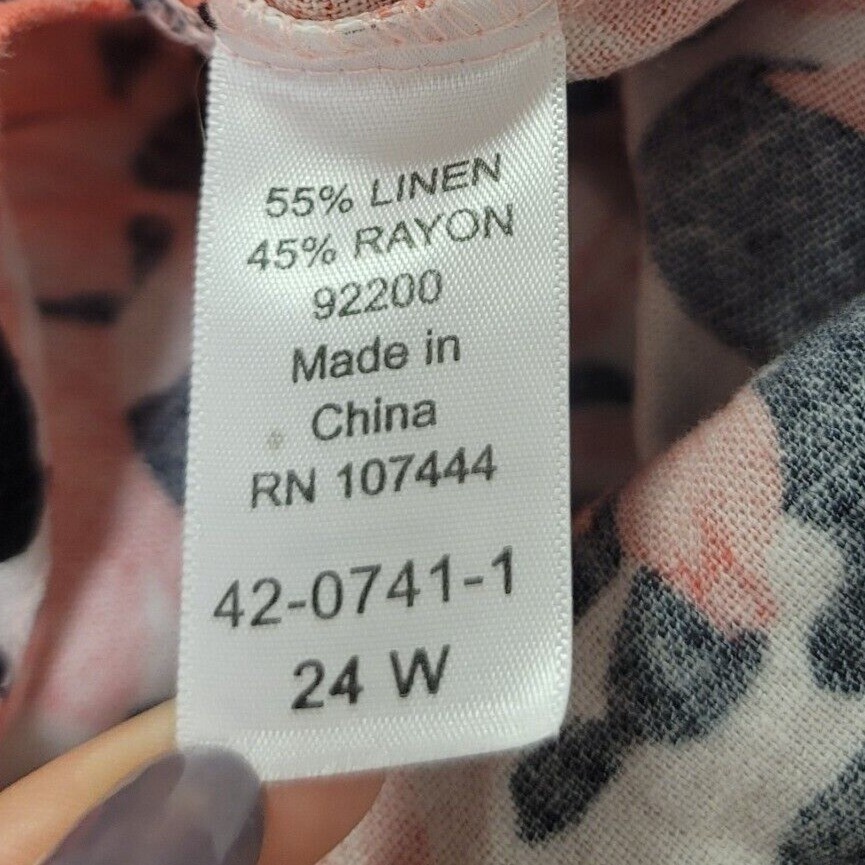 55% LINEN
45% RAYON
92200
Made in
China
RN 107444
42-0741-1
24 W